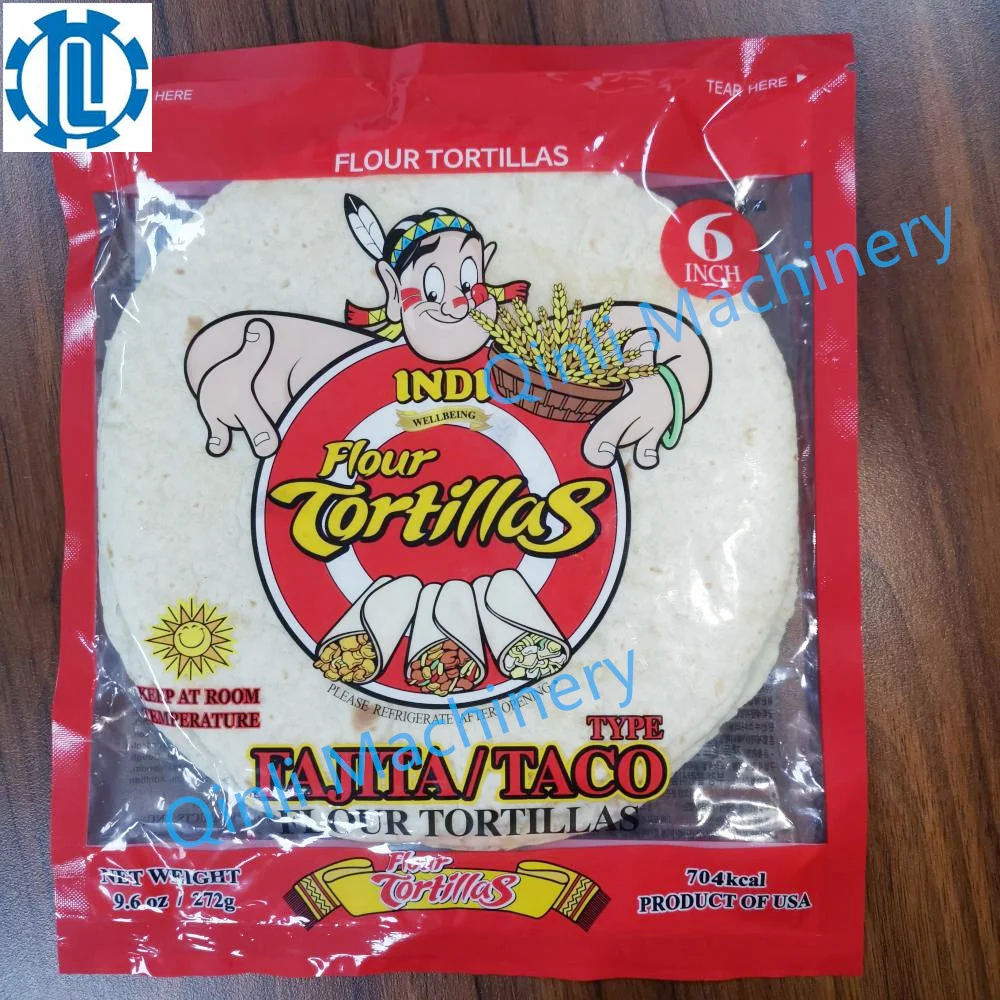 HERE
TEAR HERE
FLOUR TORTILLAS
6
INCH
INDI
WELLBEING
Flour
Tortillas
KEEP AT ROOM
TEMPERATURE
PLEASE REFRIGERATE AFTER OPENING
TYPE
FAJITA/TACO
FLOUR TORTILLAS
NET WEIGHT
9.6 oz / 272g
Flour
Tortillas
704kcal
PRODUCT OF USA
Qinli Machinery
Qinli Machinery